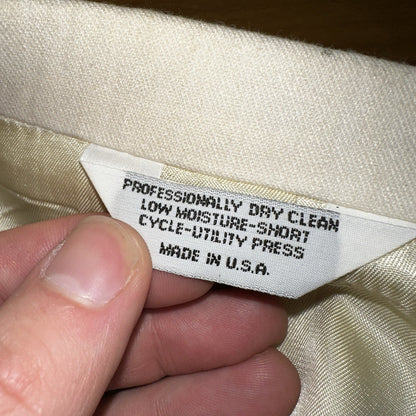 PROFESSIONALLY DRY CLEAN
LOW MOISTURE-SHORT
CYCLE-UTILITY PRESS
MADE IN U.S.A.